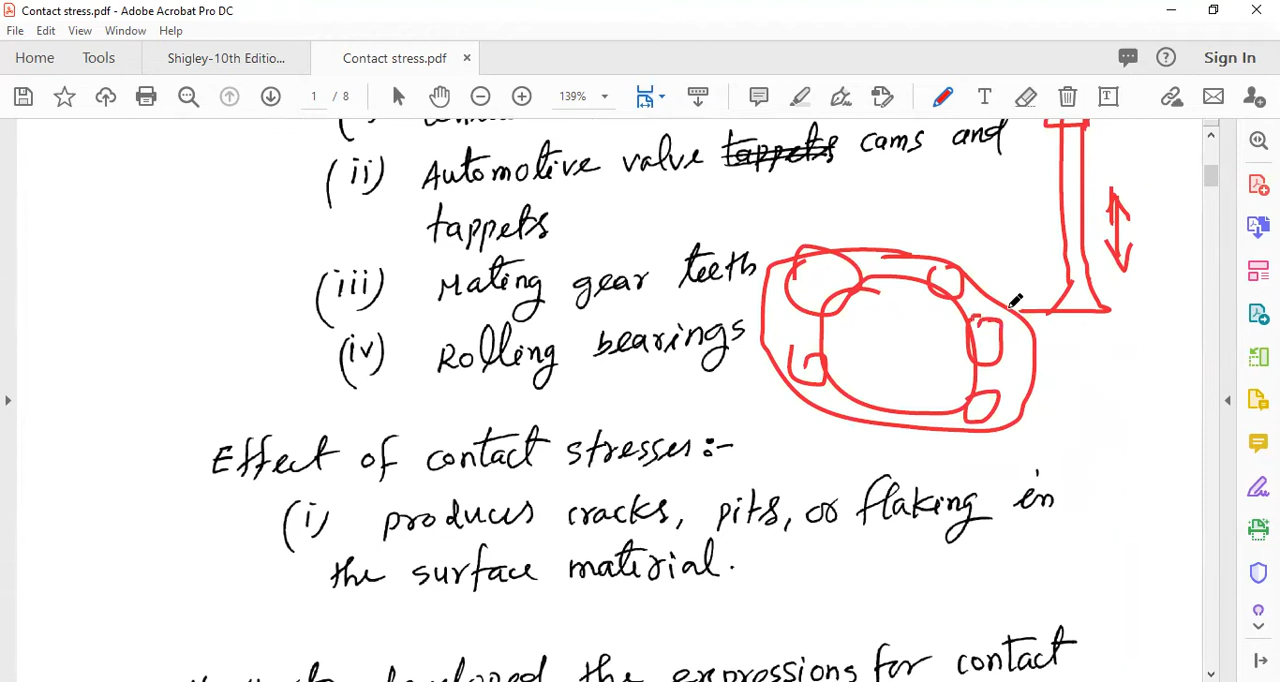 Contact stress.pdf - Adobe Acrobat Pro DC
File Edit View Window Help
Home Tools Shigley-10th Editio... Contact stress.pdf × Sign In
1 / 8 139%
(ii) Automotive valve tappets cams and
tappets
(iii) Mating gear teeth
(iv) Rolling bearings
Effect of contact stresses:-
(i) produces cracks, pits, or flaking in
the surface material.
developed the expressions for contact